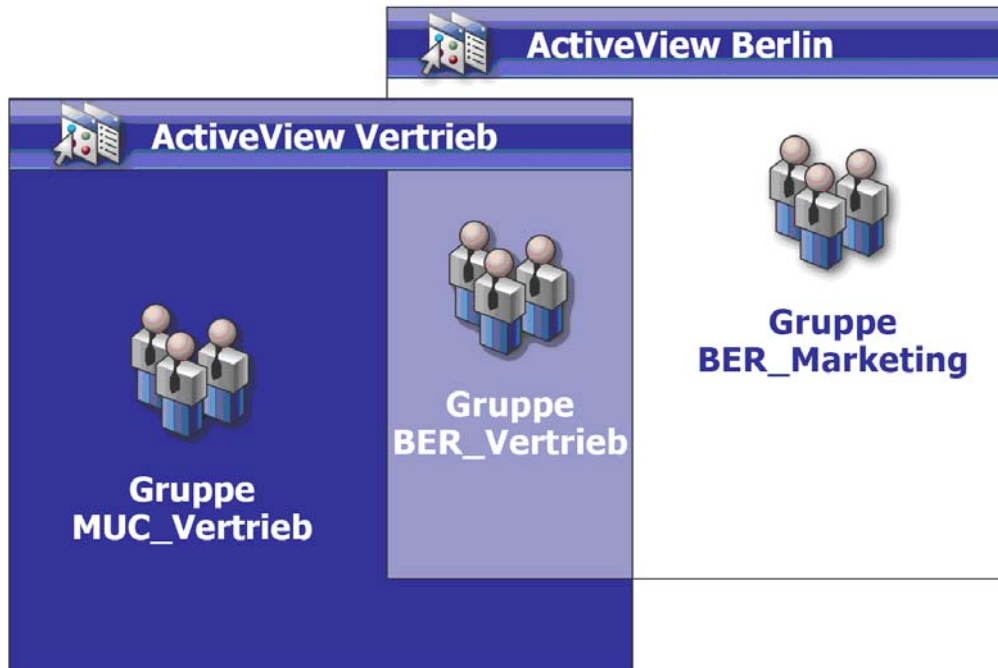 ActiveView Berlin
ActiveView Vertrieb
Gruppe
MUC_Vertrieb
Gruppe
BER_Vertrieb
Gruppe
BER_Marketing